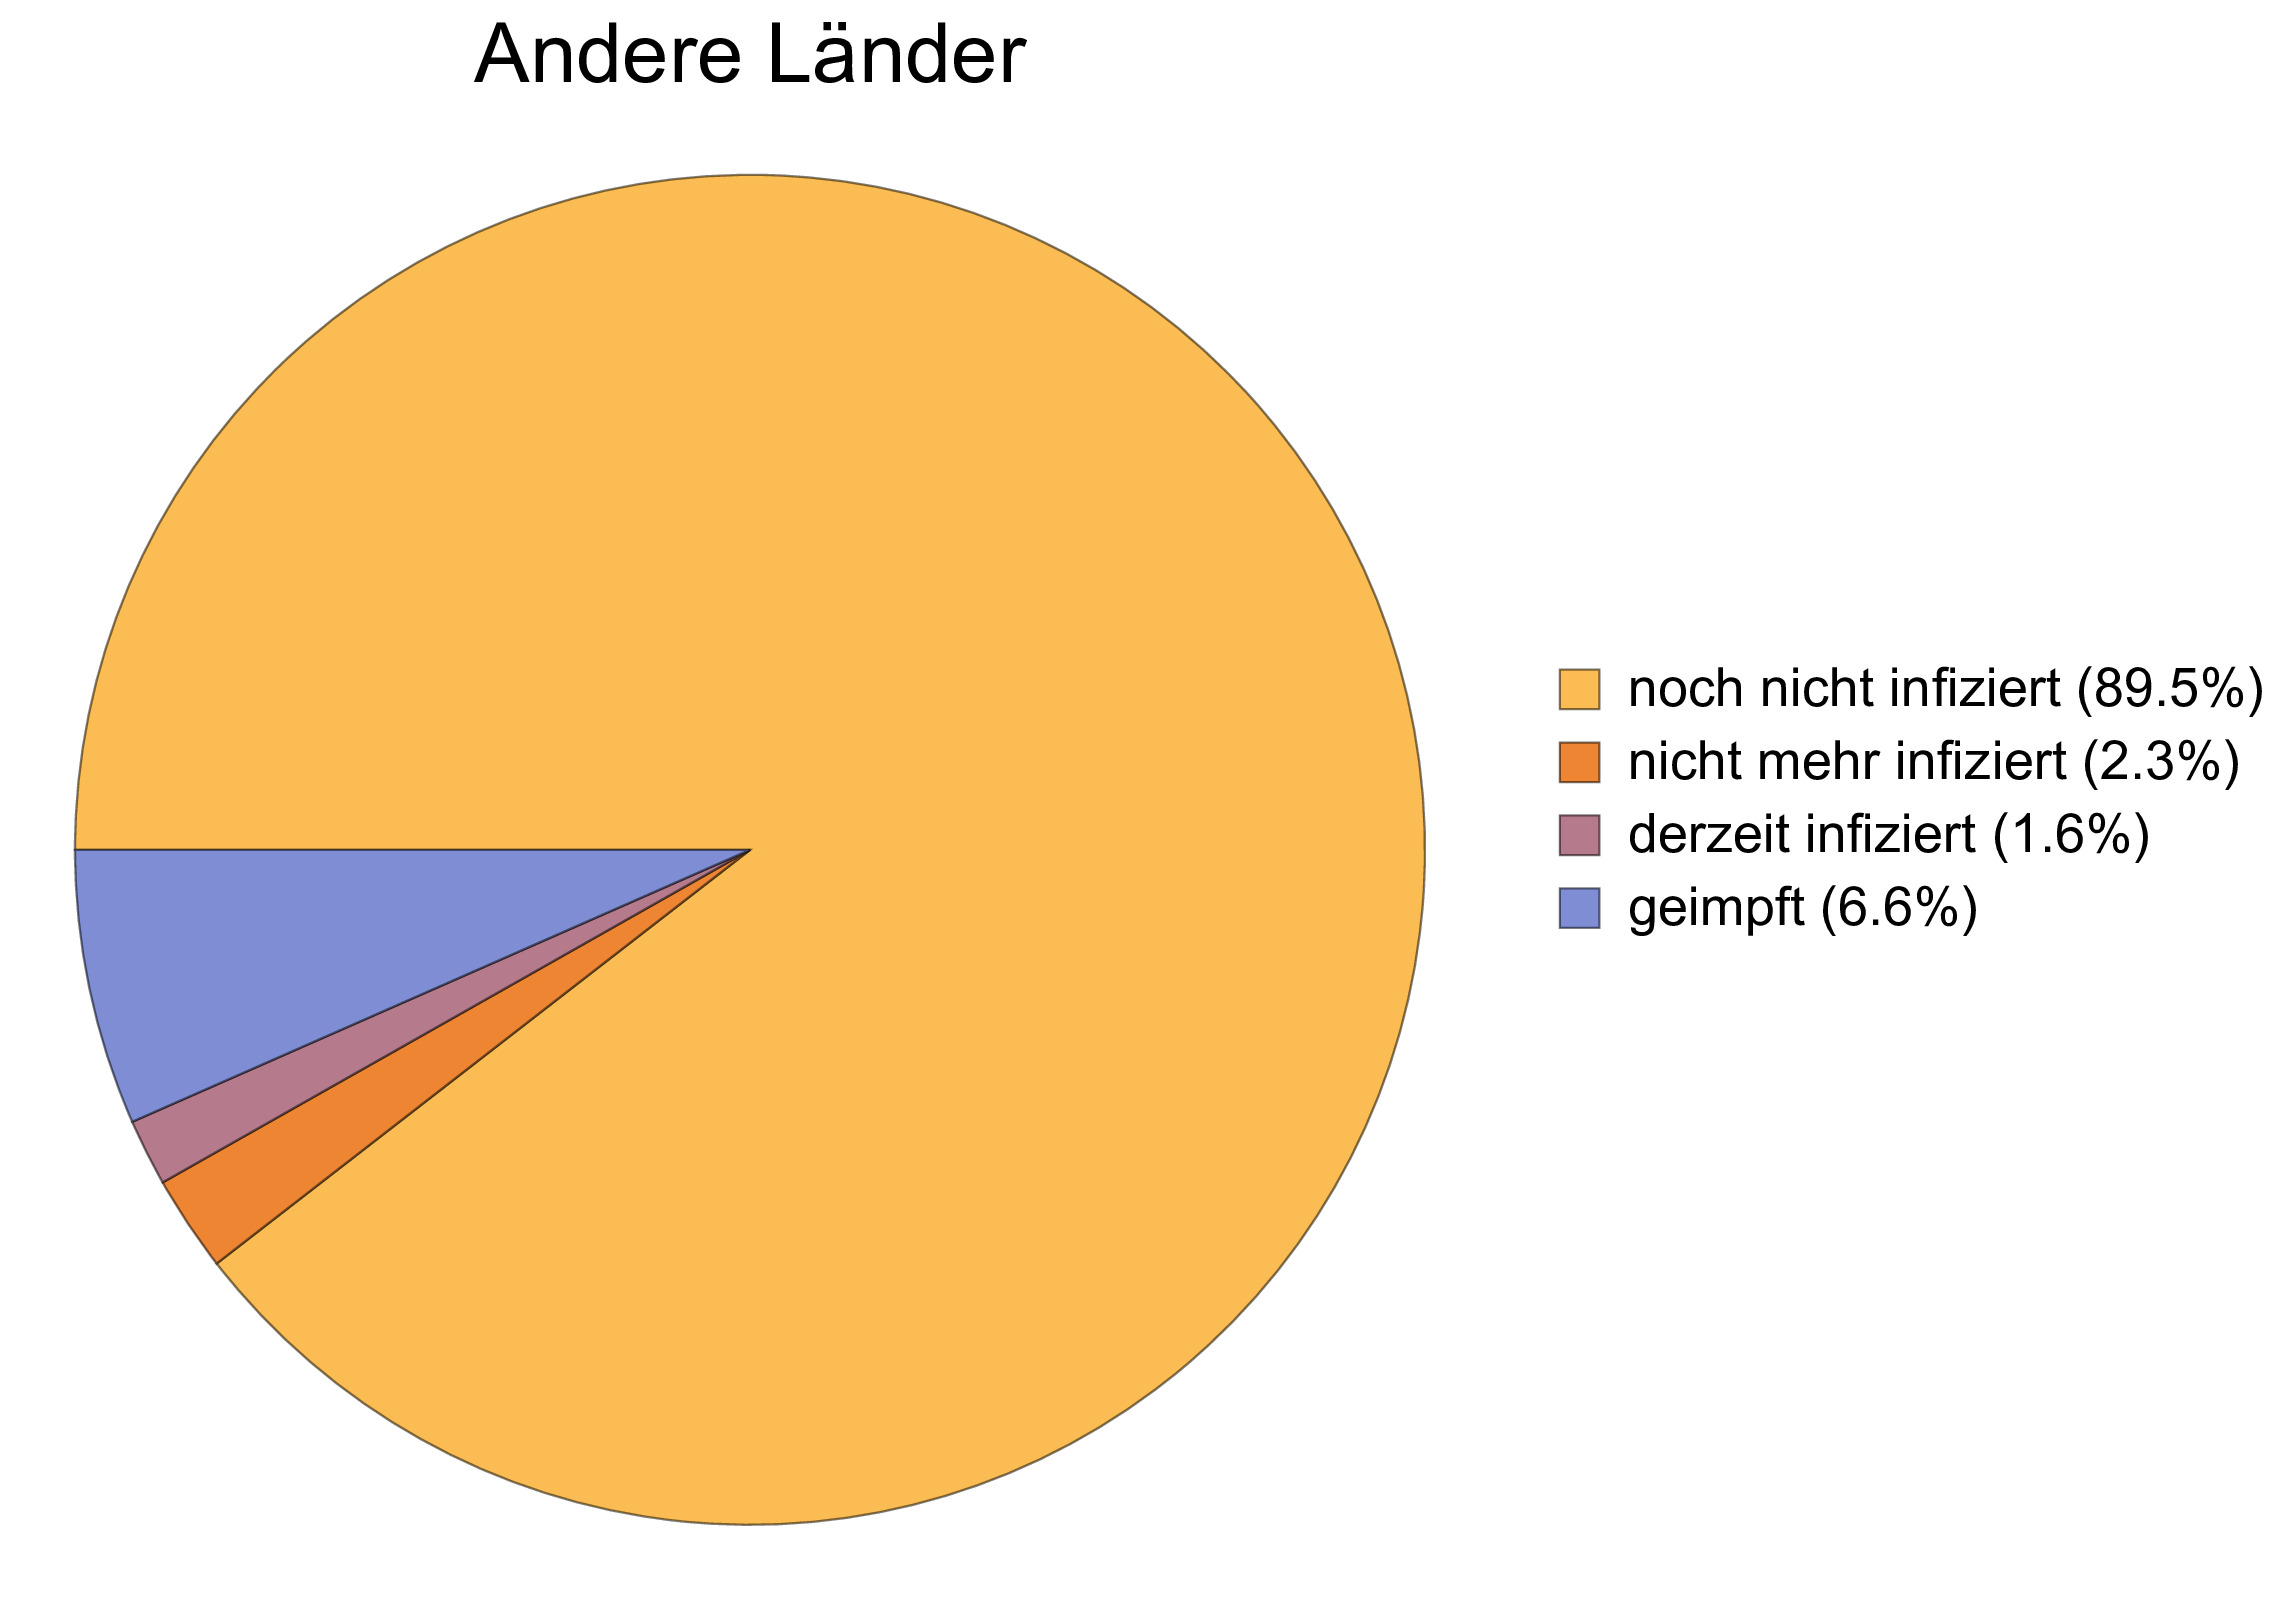 Andere Länder
noch nicht infiziert (89.5%)
nicht mehr infiziert (2.3%)
derzeit infiziert (1.6%)
geimpft (6.6%)